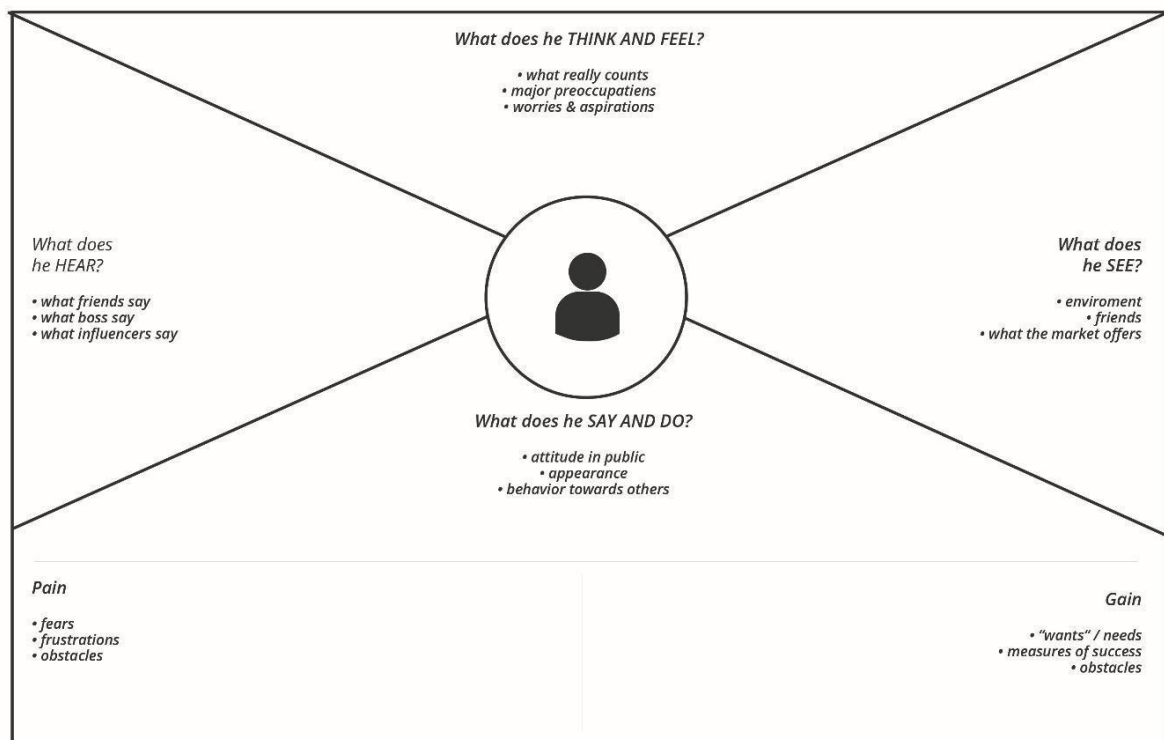 What does he THINK AND FEEL?
• what really counts
• major preoccupatiens
• worries & aspirations
What does
he HEAR?
• what friends say
• what boss say
• what influencers say
What does
he SEE?
• enviroment
• friends
• what the market offers
What does he SAY AND DO?
• attitude in public
• appearance
• behavior towards others
Pain
• fears
• frustrations
• obstacles
Gain
• “wants“ / needs
• measures of success
• obstacles